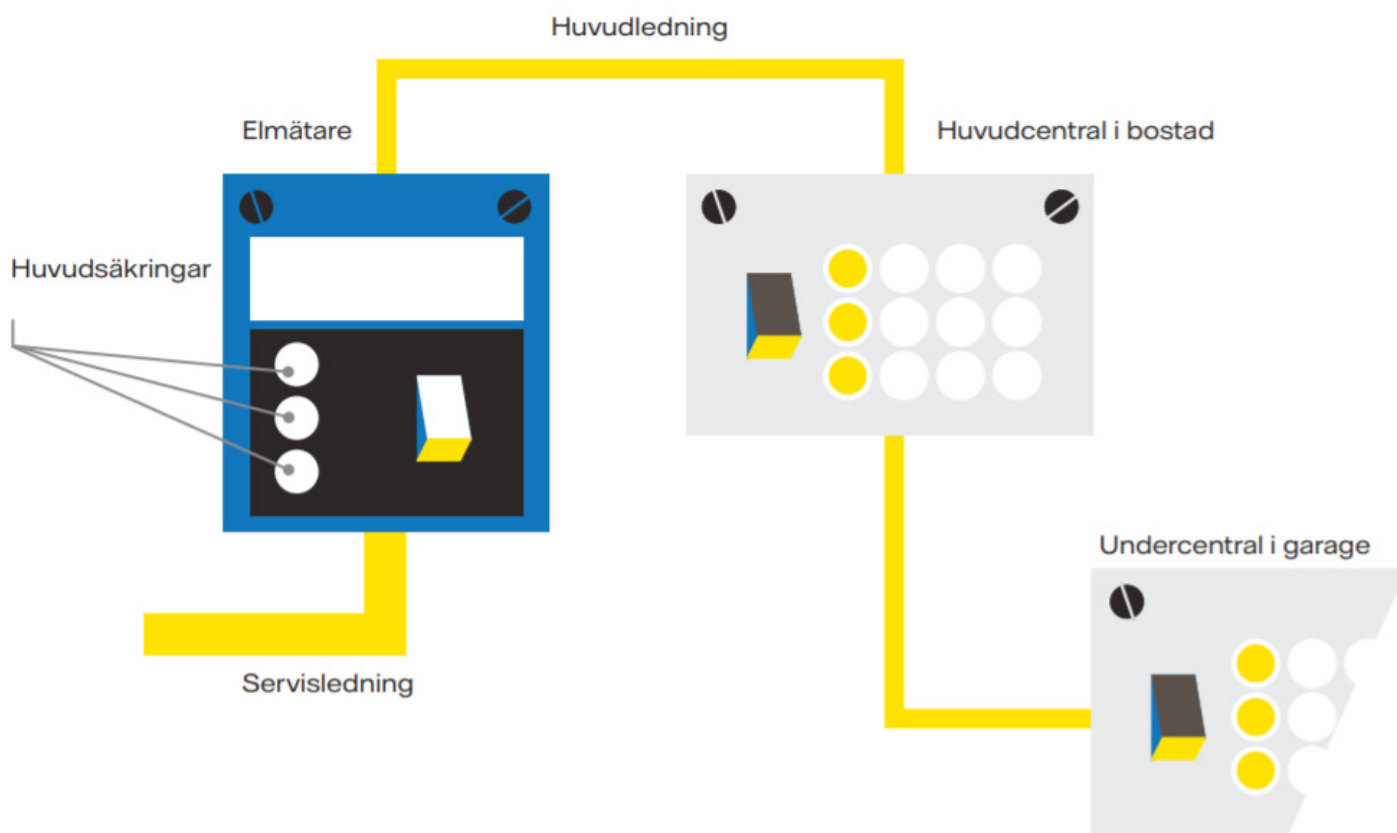 Huvudledning
Elmätare
Huvudcentral i bostad
Huvudsäkringar
Undercentral i garage
Servisledning